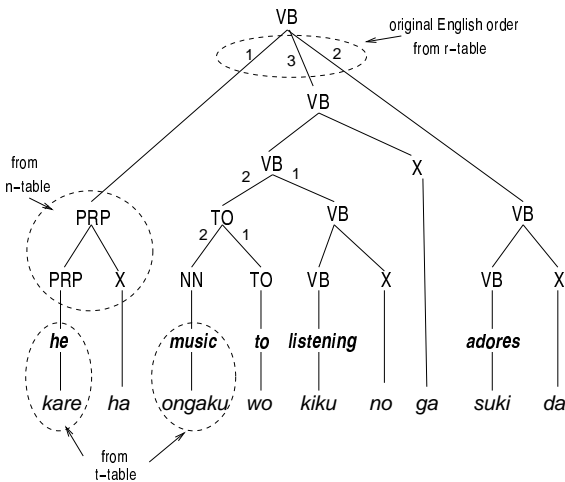 VB
original English order
from r-table
1 3 2
VB
from
n-table
VB X
2 1
PRP TO VB VB
2 1
PRP X NN TO VB X VB X
he music to listening adores
kare ha ongaku wo kiku no ga suki da
from
t-table